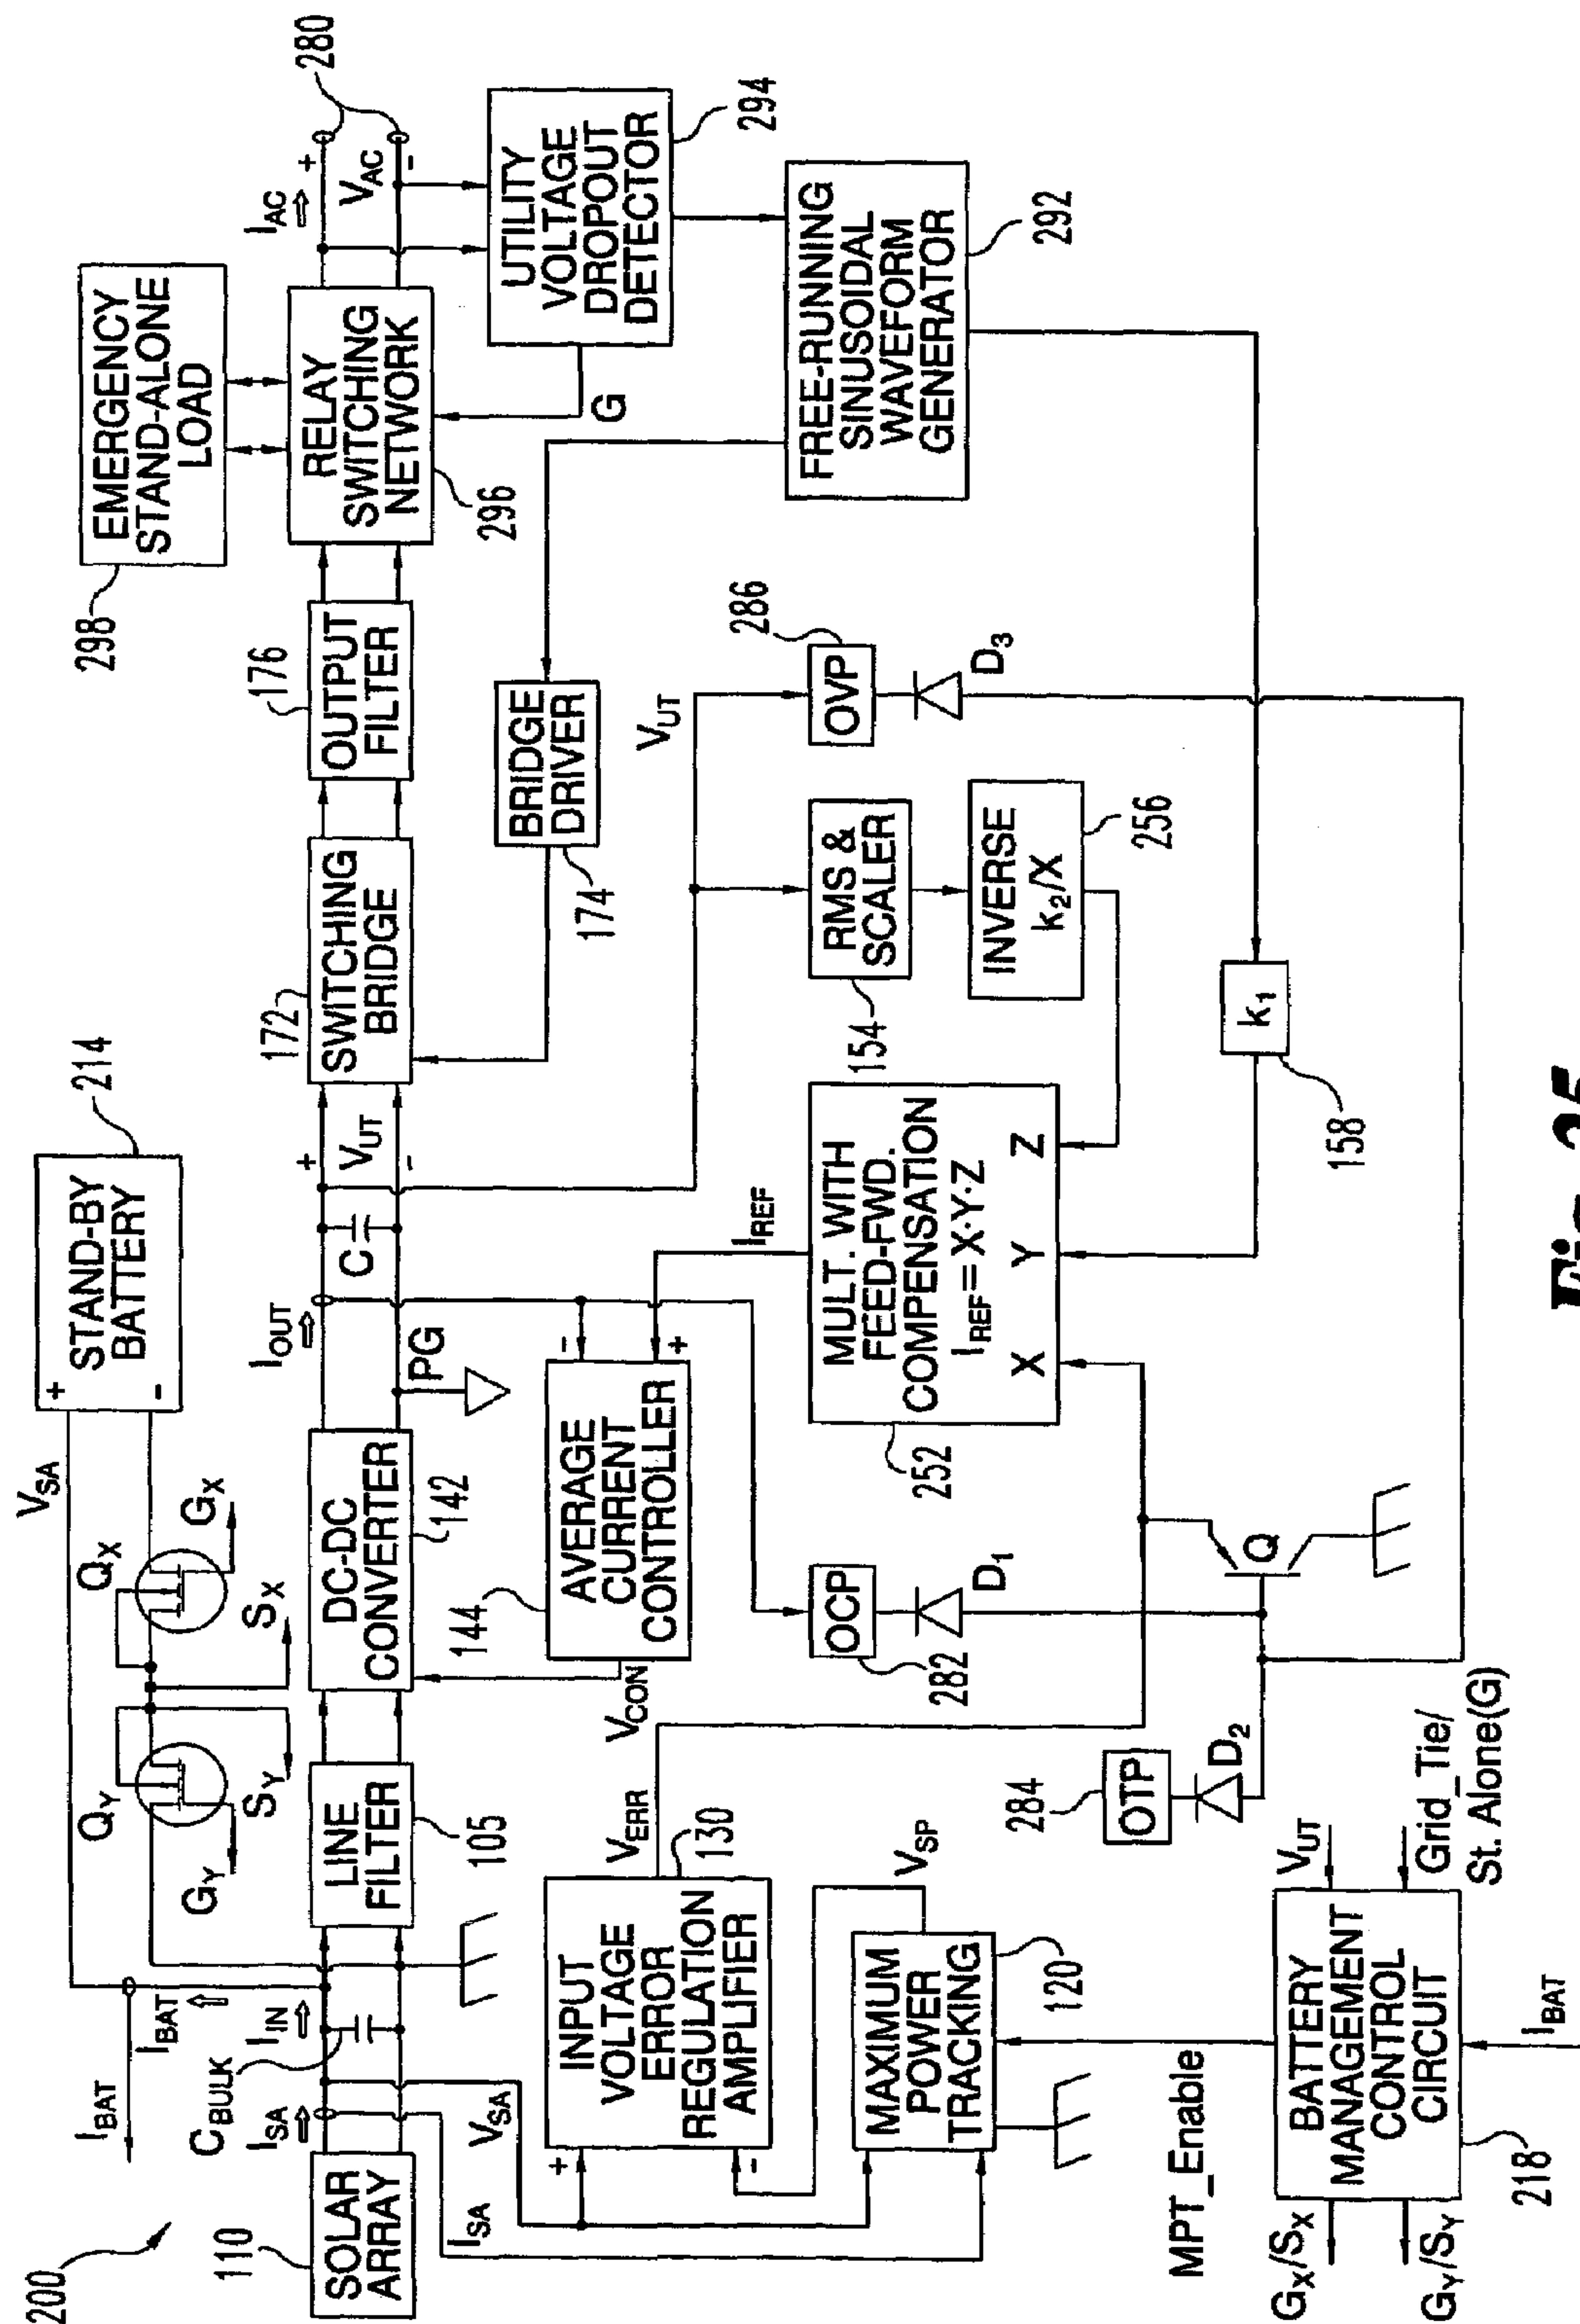 200
110
SOLAR
ARRAY
I_SA
I_SA
V_SA
C_BULK
I_IN
I_BAT
I_BAT
LINE
FILTER
105
V_SA
Q_Y
G_Y
S_Y
Q_X
G_X
S_X
+
-
STAND-BY
BATTERY
214
DC-DC
CONVERTER
142
PG
I_OUT
C
+
V_UT
-
172
SWITCHING
BRIDGE
176
OUTPUT
FILTER
BRIDGE
DRIVER
174
298
EMERGENCY
STAND-ALONE
LOAD
RELAY
SWITCHING
NETWORK
296
G
I_AC
+
V_AC
-
280
UTILITY
VOLTAGE
DROPOUT
DETECTOR
294
FREE-RUNNING
SINUSOIDAL
WAVEFORM
GENERATOR
292
+
-
INPUT
VOLTAGE
ERROR
REGULATION
AMPLIFIER
130
V_ERR
V_SP
MAXIMUM
POWER
TRACKING
120
144
AVERAGE
CURRENT
CONTROLLER
-
+
V_CON
I_REF
MULT. WITH
FEED-FWD.
COMPENSATION
I_REF = X·Y·Z
X
Y
Z
252
V_UT
RMS &
SCALER
154
INVERSE
k_2/X
256
OVP
286
D_3
k_1
158
OCP
282
D_1
Q
284
OTP
D_2
MPT_Enable
BATTERY
MANAGEMENT
CONTROL
CIRCUIT
218
G_X/S_X
G_Y/S_Y
V_UT
Grid_Tie/
St. Alone(G)
I_BAT